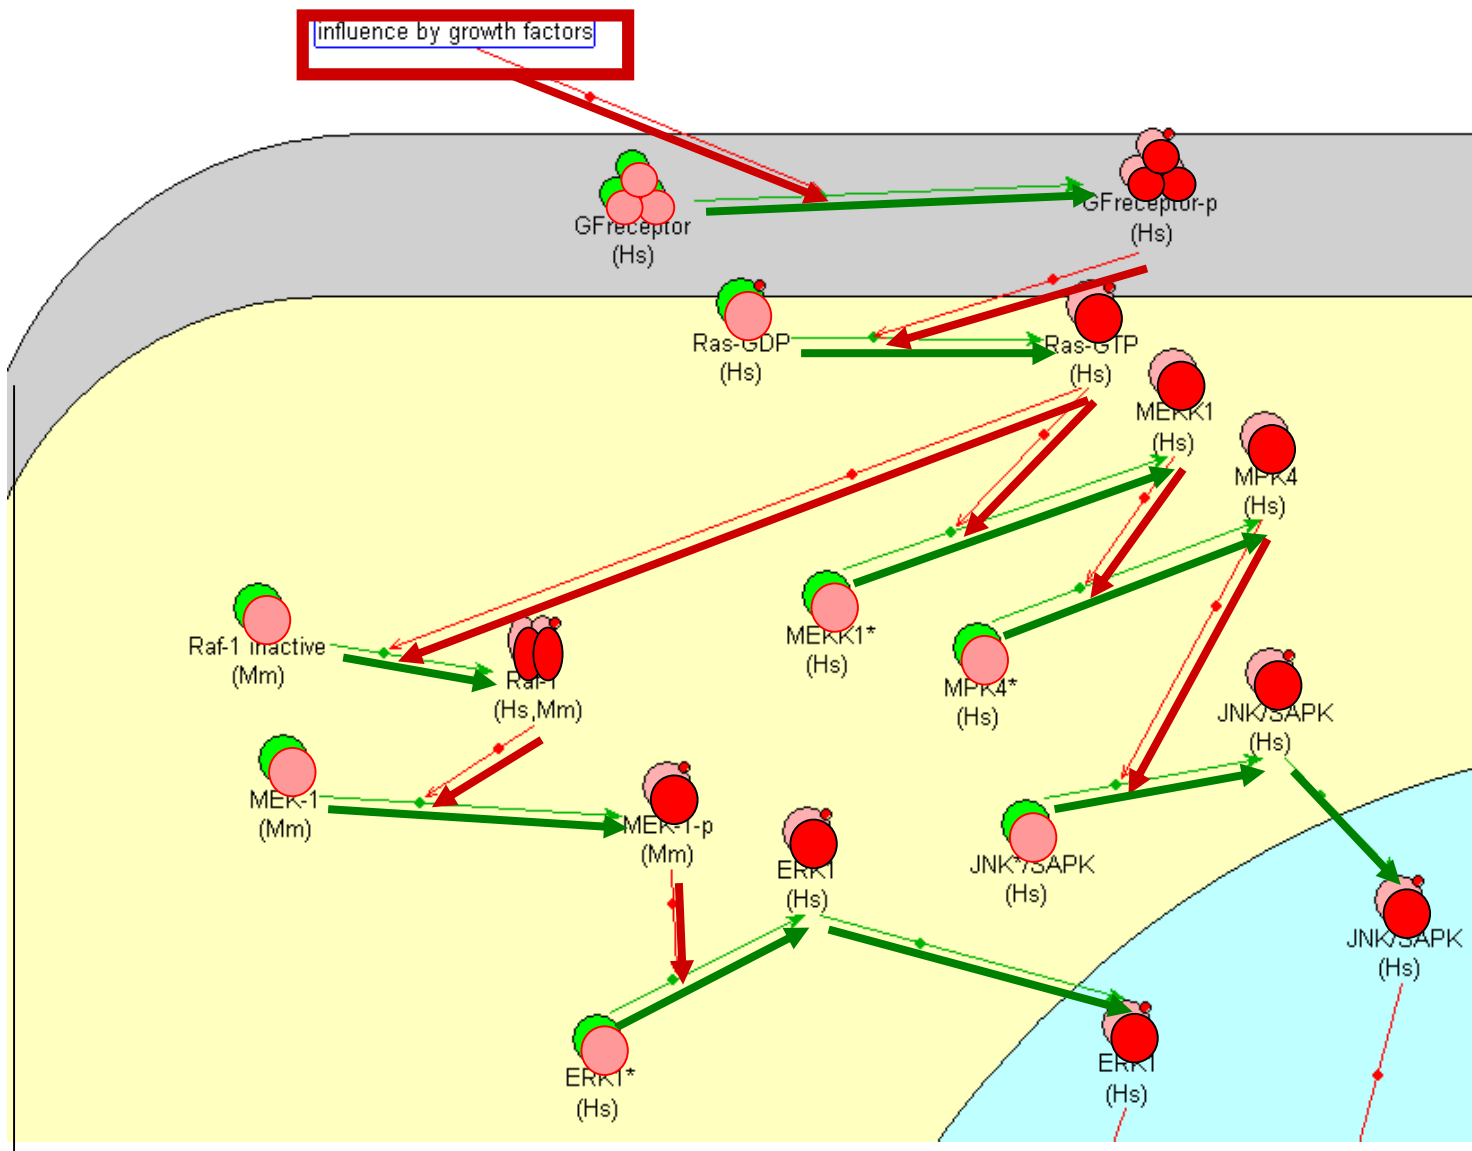 influence by growth factors
GFreceptor
(Hs)
GFreceptor-p
(Hs)
Ras-GDP
(Hs)
Ras-GTP
(Hs)
MEKK1
(Hs)
MPK4
(Hs)
Raf-1 inactive
(Mm)
Raf-1
(Hs,Mm)
MEKK1*
(Hs)
MPK4*
(Hs)
JNK/SAPK
(Hs)
MEK-1
(Mm)
MEK-1-p
(Mm)
ERK1
(Hs)
JNK*/SAPK
(Hs)
JNK/SAPK
(Hs)
ERK1*
(Hs)
ERK1
(Hs)